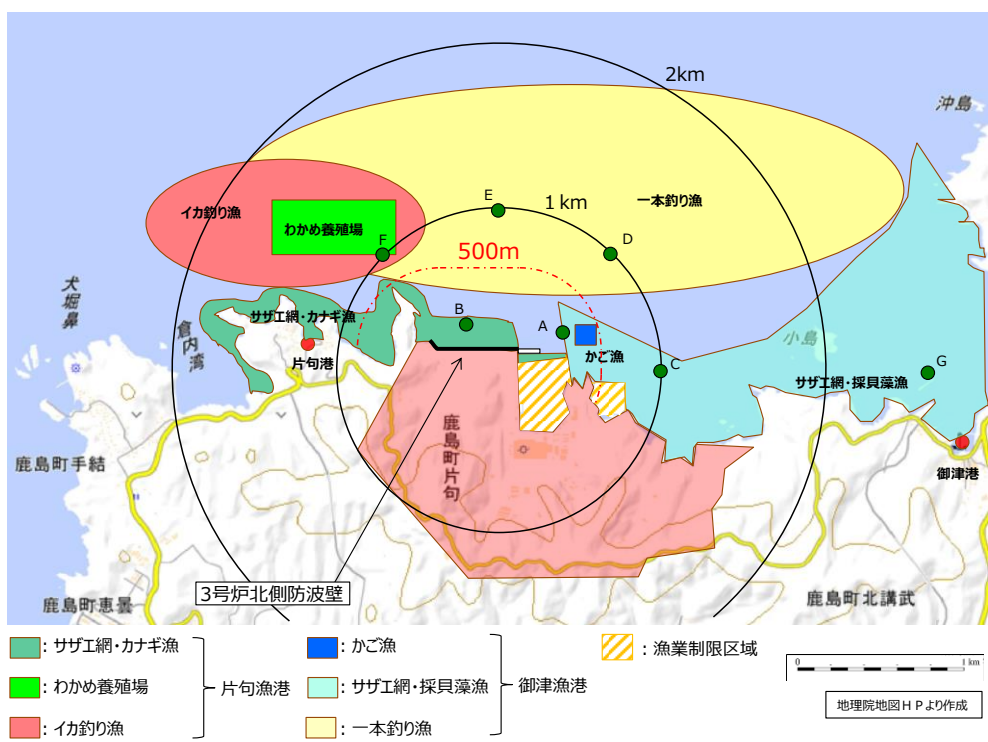 2km
沖島
イカ釣り漁
E
1km
一本釣り漁
わかめ養殖場
F
D
500m
犬堀鼻
倉内湾
サザエ網・カナギ漁
B
A
小島
片句港
かご漁
C
サザエ網・採貝藻漁
G
鹿島町片句
御津港
鹿島町手結
3号炉北側防波壁
鹿島町恵曇
鹿島町北講武
:サザエ網・カナギ漁
:わかめ養殖場
:イカ釣り漁
片句漁港
:かご漁
:サザエ網・採貝藻漁
:一本釣り漁
御津漁港
:漁業制限区域
0 1 km
地理院地図HPより作成